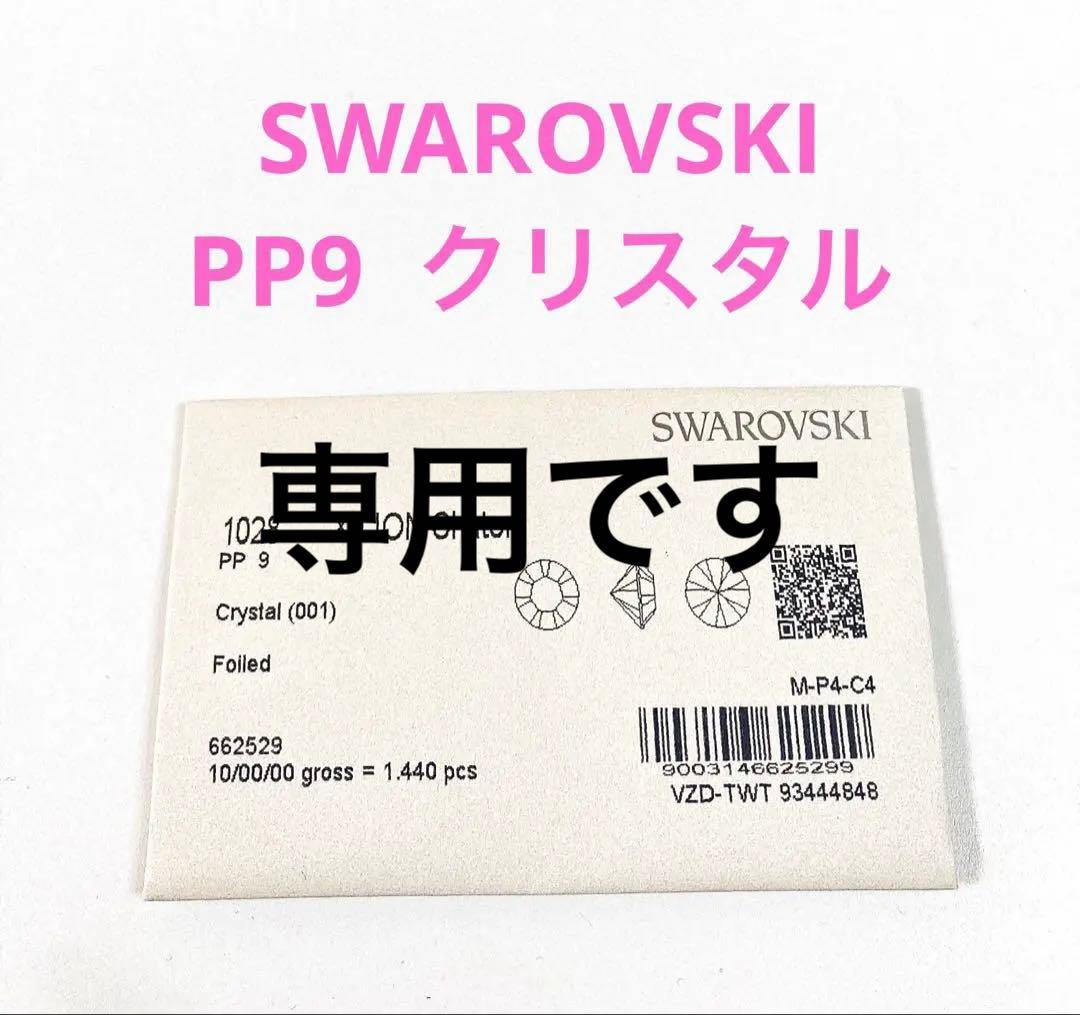 SWAROVSKI
PP9 クリスタル
SWAROVSKI
専用です
PP 9
Crystal (001)
Foiled
M-P4-C4
662529
10/00/00 gross = 1.440 pcs
9003146625299
VZD-TWT 93444848